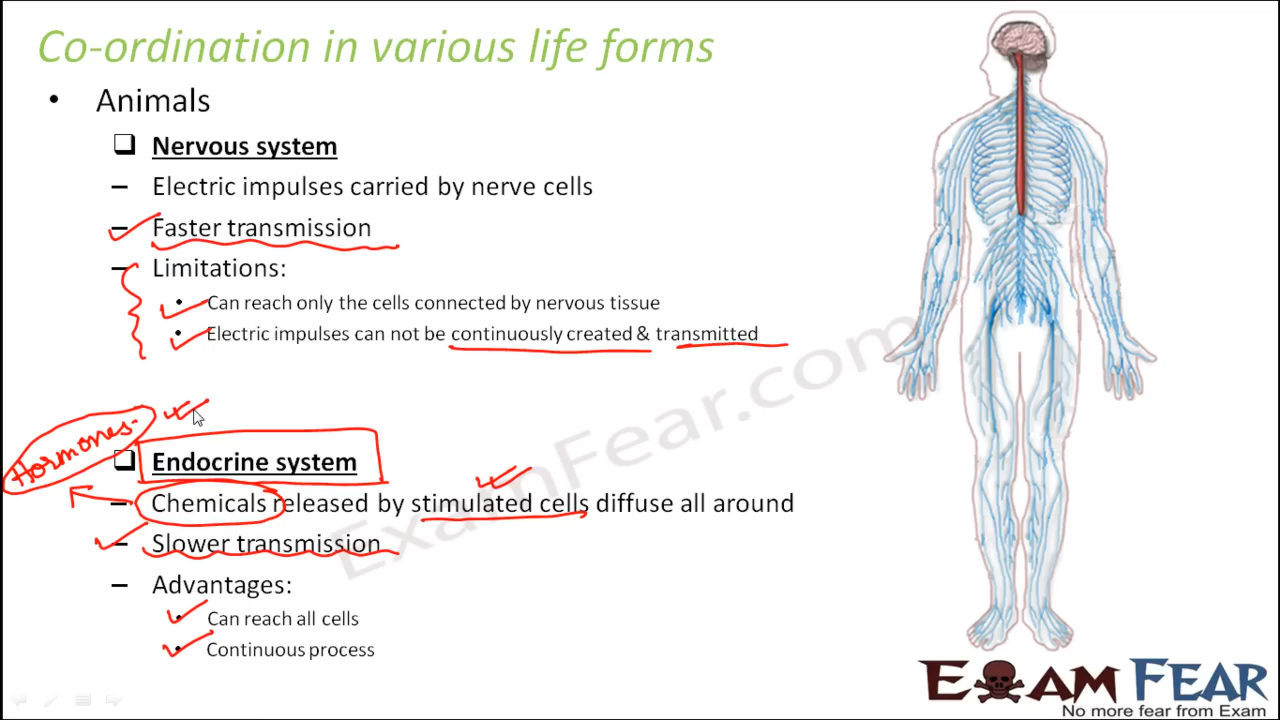 Co-ordination in various life forms
• Animals
❑ Nervous system
– Electric impulses carried by nerve cells
– Faster transmission
– Limitations:
• Can reach only the cells connected by nervous tissue
• Electric impulses can not be continuously created & transmitted
Hormones-
❑ Endocrine system
– Chemicals released by stimulated cells diffuse all around
– Slower transmission
– Advantages:
• Can reach all cells
• Continuous process
ExamFear.com
EXAM FEAR
No more fear from Exam